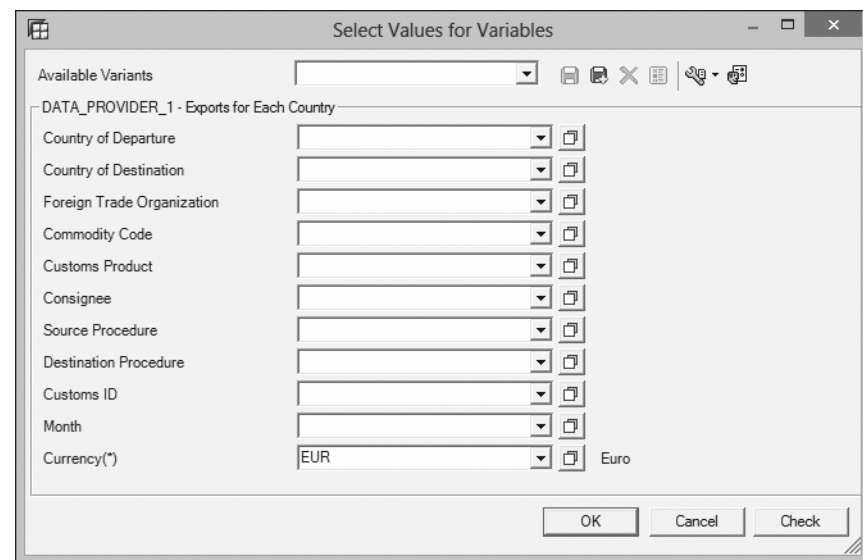 Select Values for Variables
Available Variants
DATA_PROVIDER_1 - Exports for Each Country
Country of Departure
Country of Destination
Foreign Trade Organization
Commodity Code
Customs Product
Consignee
Source Procedure
Destination Procedure
Customs ID
Month
Currency(*) EUR Euro
OK Cancel Check